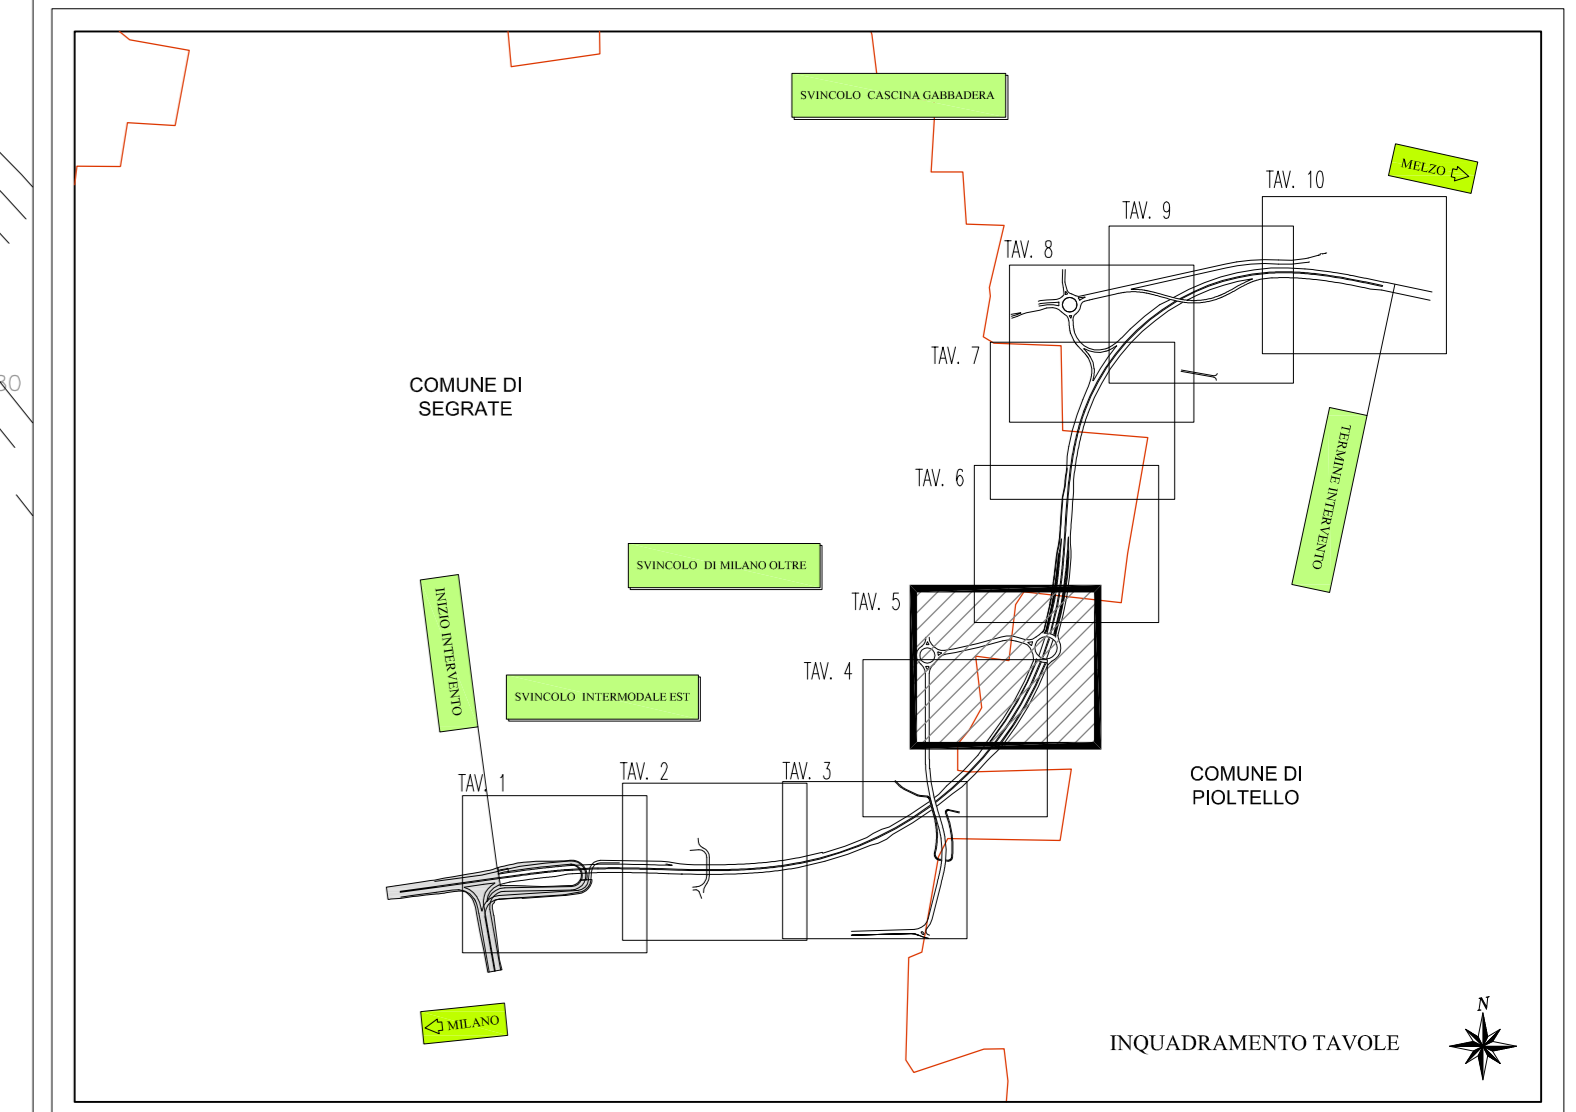 SVINCOLO CASCINA GABBADERA
MELZO
TAV. 10
TAV. 9
TAV. 8
TAV. 7
COMUNE DI
SEGRATE
TERMINE INTERVENTO
TAV. 6
SVINCOLO DI MILANO OLTRE
INIZIO INTERVENTO
TAV. 5
TAV. 4
SVINCOLO INTERMODALE EST
COMUNE DI
PIOLTELLO
TAV. 1
TAV. 2
TAV. 3
MILANO
INQUADRAMENTO TAVOLE
N